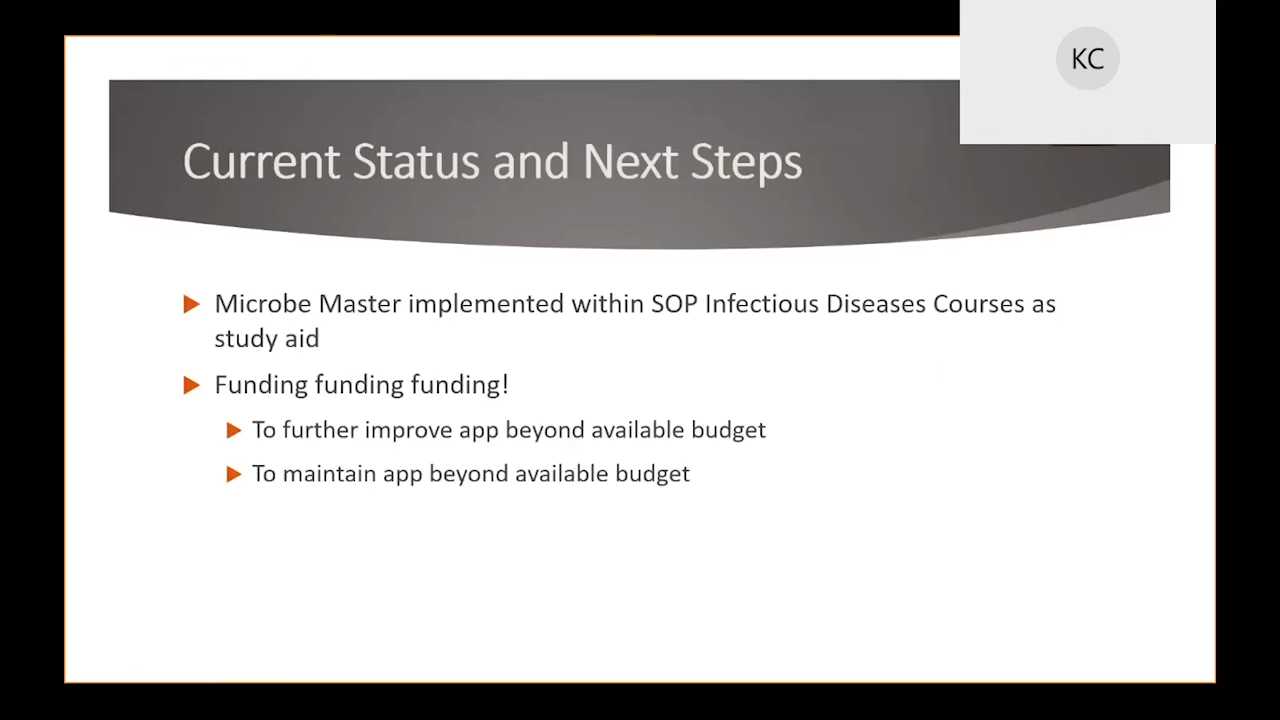 KC
Current Status and Next Steps
Microbe Master implemented within SOP Infectious Diseases Courses as
study aid
Funding funding funding!
To further improve app beyond available budget
To maintain app beyond available budget